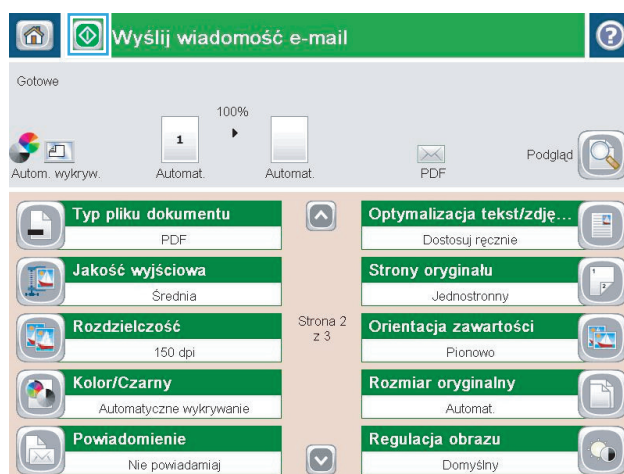 Wyślij wiadomość e-mail
Gotowe
100%
1
Autom. wykryw.
Automat.
Automat.
PDF
Podgląd
Typ pliku dokumentu
PDF
Jakość wyjściowa
Średnia
Rozdzielczość
150 dpi
Kolor/Czarny
Automatyczne wykrywanie
Powiadomienie
Nie powiadamiaj
Strona 2
z 3
Optymalizacja tekst/zdję...
Dostosuj ręcznie
Strony oryginału
Jednostronny
Orientacja zawartości
Pionowo
Rozmiar oryginalny
Automat.
Regulacja obrazu
Domyślny